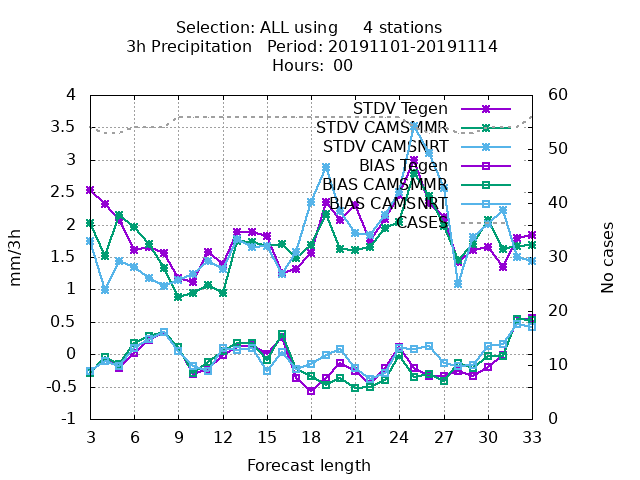 Selection: ALL using 4 stations
3h Precipitation Period: 20191101-20191114
Hours: 00
STDV Tegen
STDV CAMSMMR
STDV CAMSNRT
BIAS Tegen
BIAS CAMSMMR
BIAS CAMSNRT
CASES
mm/3h
4
3.5
3
2.5
2
1.5
1
0.5
0
-0.5
-1
No cases
60
50
40
30
20
10
0
3 6 9 12 15 18 21 24 27 30 33
Forecast length